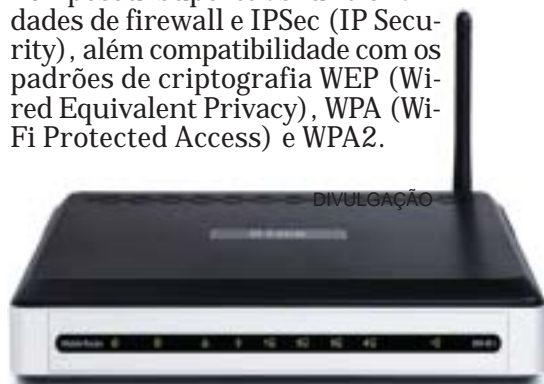 dades de firewall e IPSec (IP Secu-
rity), além compatibilidade com os
padrões de criptografia WEP (Wi-
red Equivalent Privacy), WPA (Wi-
Fi Protected Access) e WPA2.
DIVULGAÇÃO